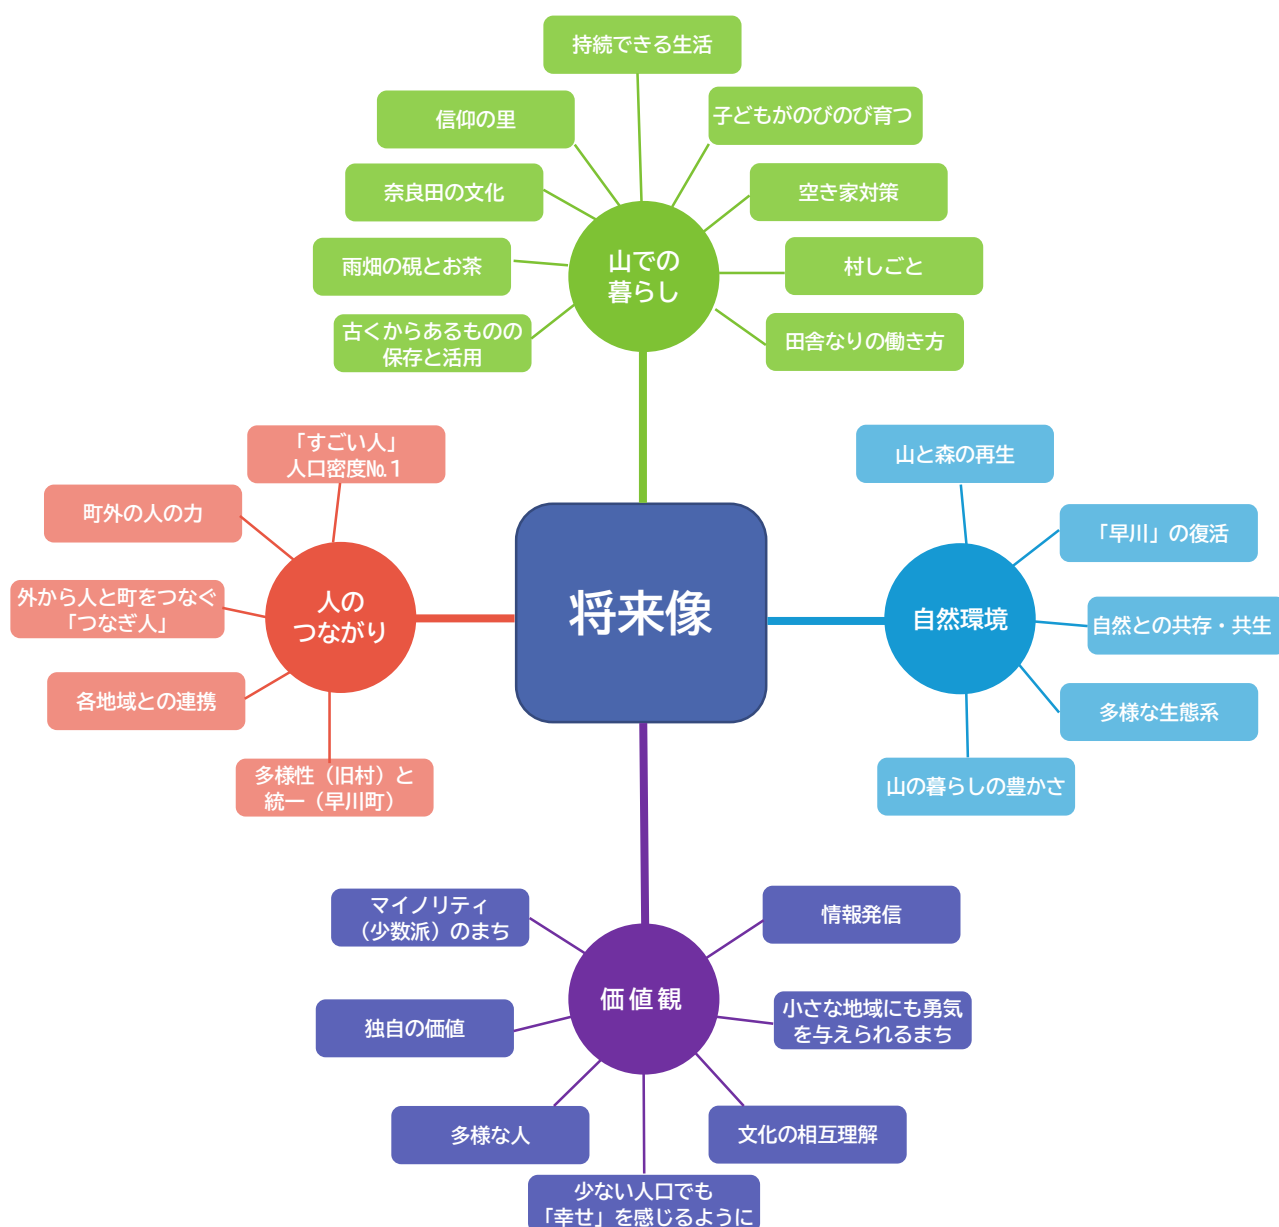 持続できる生活
信仰の里
子どもがのびのび育つ
奈良田の文化
空き家対策
雨畑の硯とお茶
村しごと
古くからあるものの
保存と活用
田舎なりの働き方
山での
暮らし
「すごい人」
人口密度№1
町外の人の力
外から人と町をつなぐ
「つなぎ人」
各地域との連携
多様性（旧村）と
統一（早川町）
人の
つながり
将来像
自然環境
山と森の再生
「早川」の復活
自然との共存・共生
多様な生態系
山の暮らしの豊かさ
価値観
マイノリティ
（少数派）のまち
情報発信
独自の価値
小さな地域にも勇気
を与えられるまち
多様な人
文化の相互理解
少ない人口でも
「幸せ」を感じるように